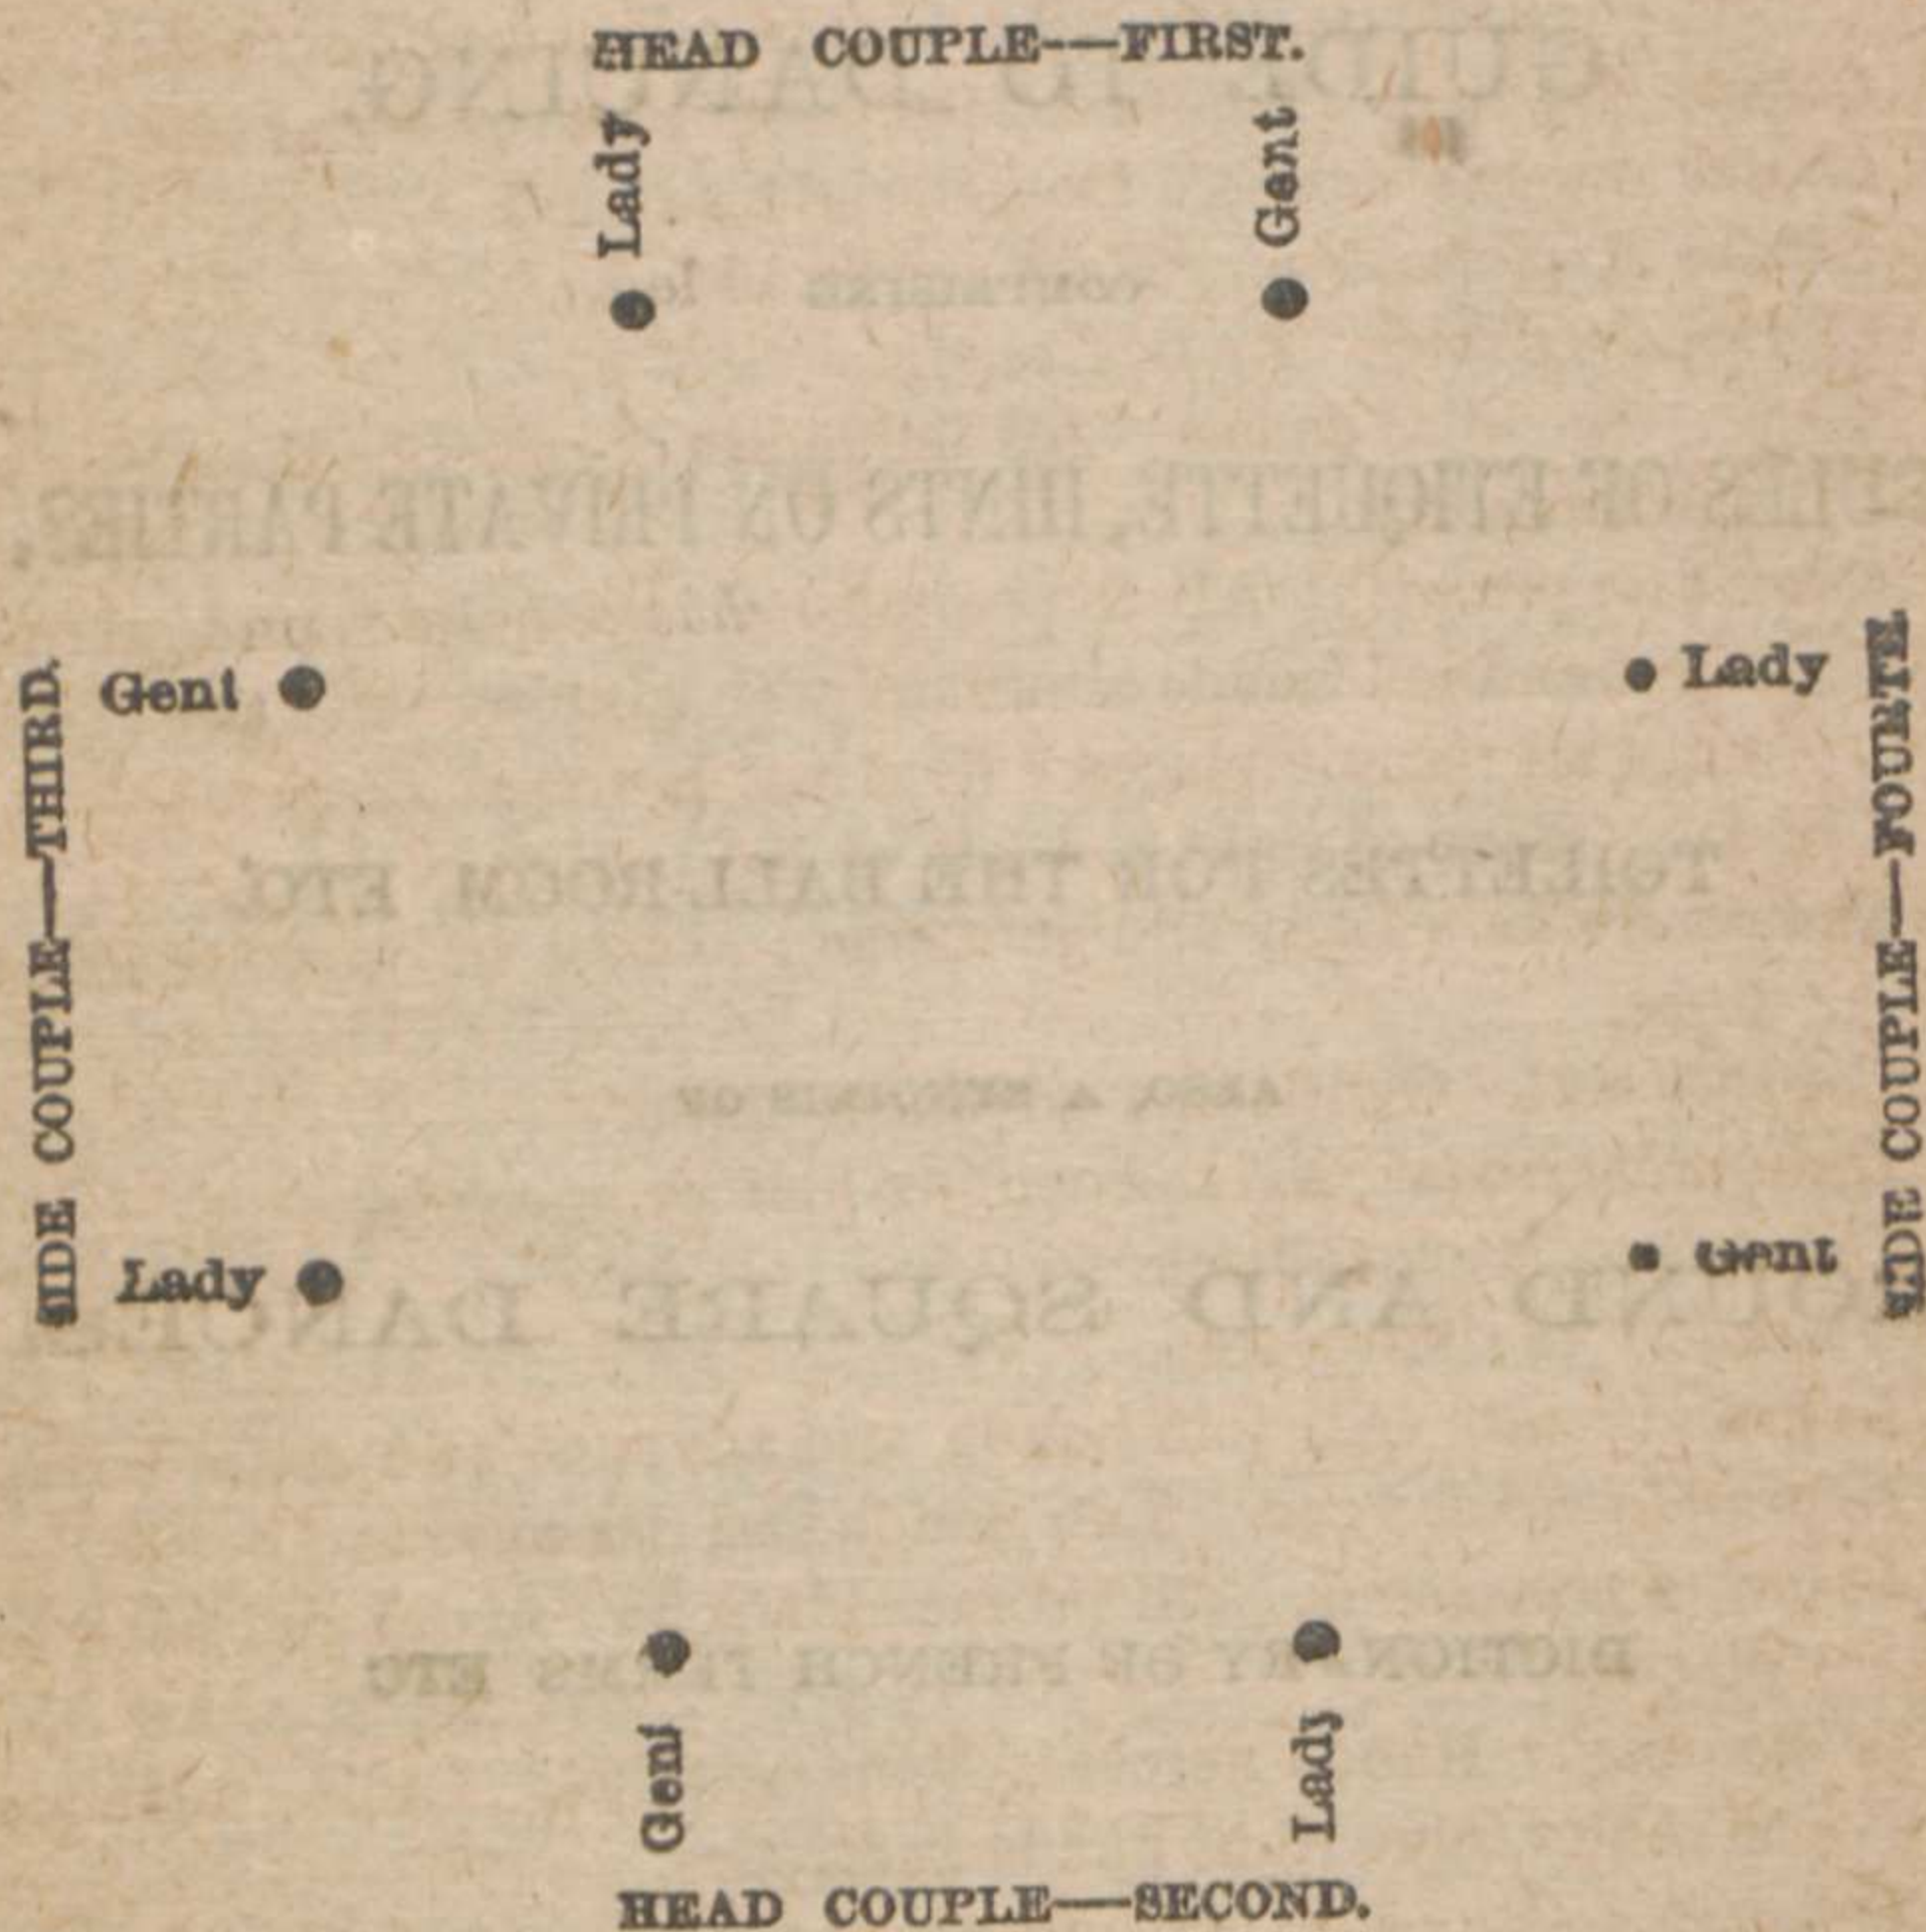 HEAD COUPLE--FIRST.
Lady
Gent
Gent
Lady
SIDE COUPLE—THIRD.
SIDE COUPLE—FOURTH
Lady
Gent
Gent
Lady
HEAD COUPLE—SECOND.